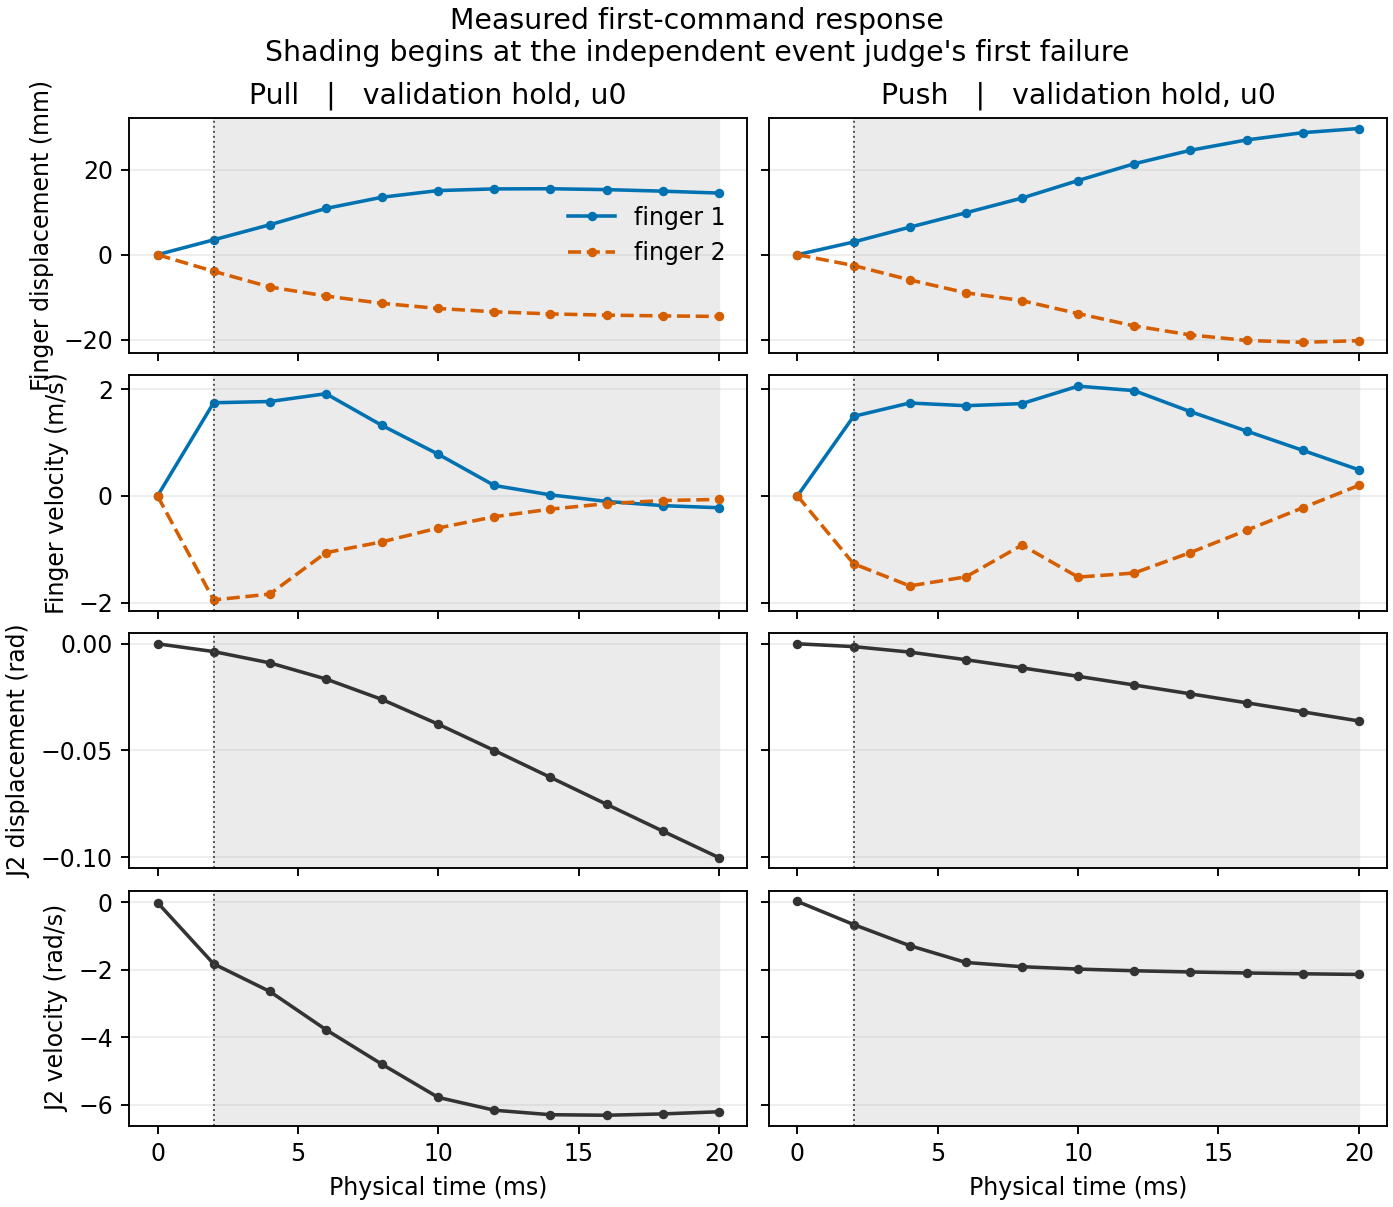 Measured first-command response
Shading begins at the independent event judge's first failure
Pull | validation hold, u0
Push | validation hold, u0
Finger displacement (mm)
20
0
−20
finger 1
finger 2
Finger velocity (m/s)
2
0
−2
J2 displacement (rad)
0.00
−0.05
−0.10
J2 velocity (rad/s)
0
−2
−4
−6
0 5 10 15 20
0 5 10 15 20
Physical time (ms)
Physical time (ms)